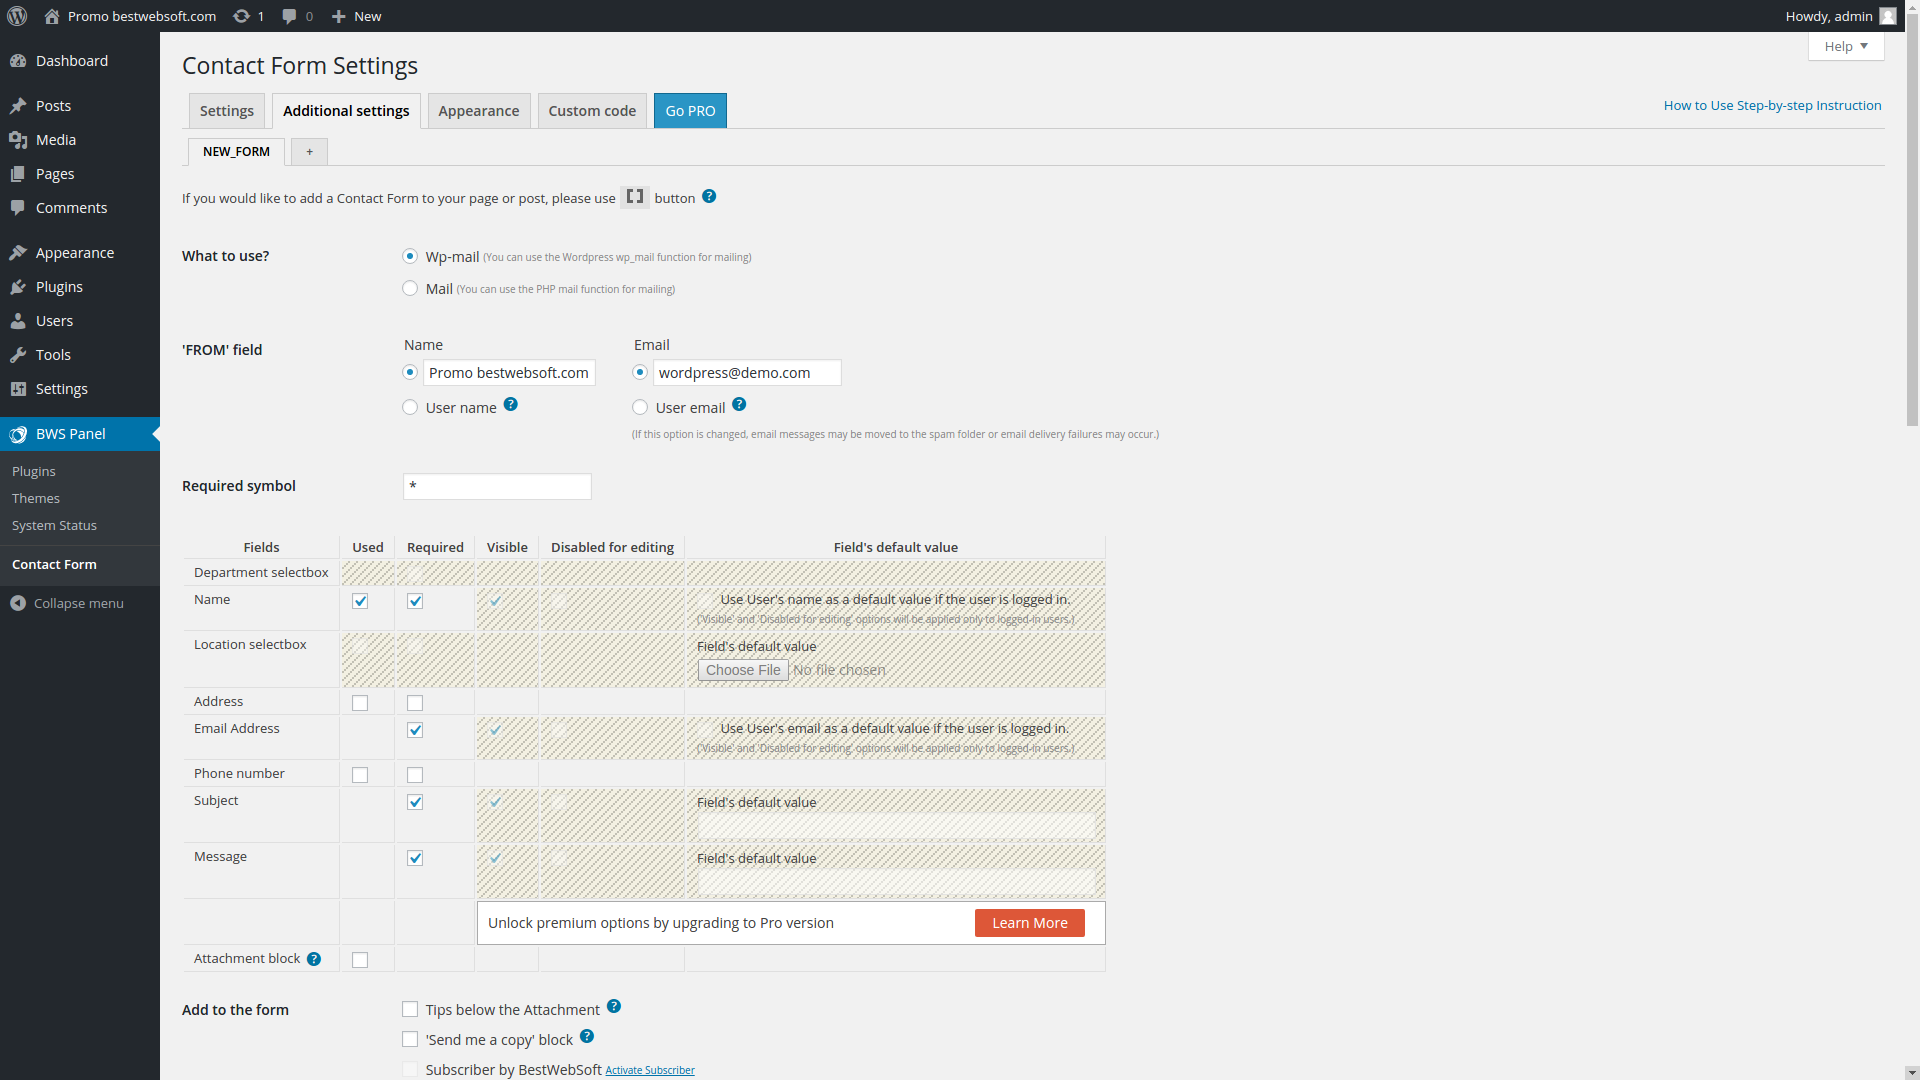 Promo bestwebsoft.com 1 0 New Howdy, admin
Help
Dashboard
Posts
Media
Pages
Comments
Appearance
Plugins
Users
Tools
Settings
BWS Panel
Plugins
Themes
System Status
Contact Form
Collapse menu
Contact Form Settings
Settings Additional settings Appearance Custom code Go PRO
How to Use Step-by-step Instruction
NEW_FORM +
If you would like to add a Contact Form to your page or post, please use [] button ?
What to use?
Wp-mail (You can use the Wordpress wp_mail function for mailing)
Mail (You can use the PHP mail function for mailing)
'FROM' field
Name Email
Promo bestwebsoft.com wordpress@demo.com
User name ? User email ?
(If this option is changed, email messages may be moved to the spam folder or email delivery failures may occur.)
Required symbol *
Fields Used Required Visible Disabled for editing Field's default value
Department selectbox
Name Use User's name as a default value if the user is logged in.
('Visible' and 'Disabled for editing' options will be applied only to logged-in users.)
Location selectbox Field's default value
Choose File No file chosen
Address
Email Address Use User's email as a default value if the user is logged in.
('Visible' and 'Disabled for editing' options will be applied only to logged-in users.)
Phone number
Subject Field's default value
Message Field's default value
Unlock premium options by upgrading to Pro version Learn More
Attachment block ?
Add to the form
Tips below the Attachment ?
'Send me a copy' block ?
Subscriber by BestWebSoft Activate Subscriber